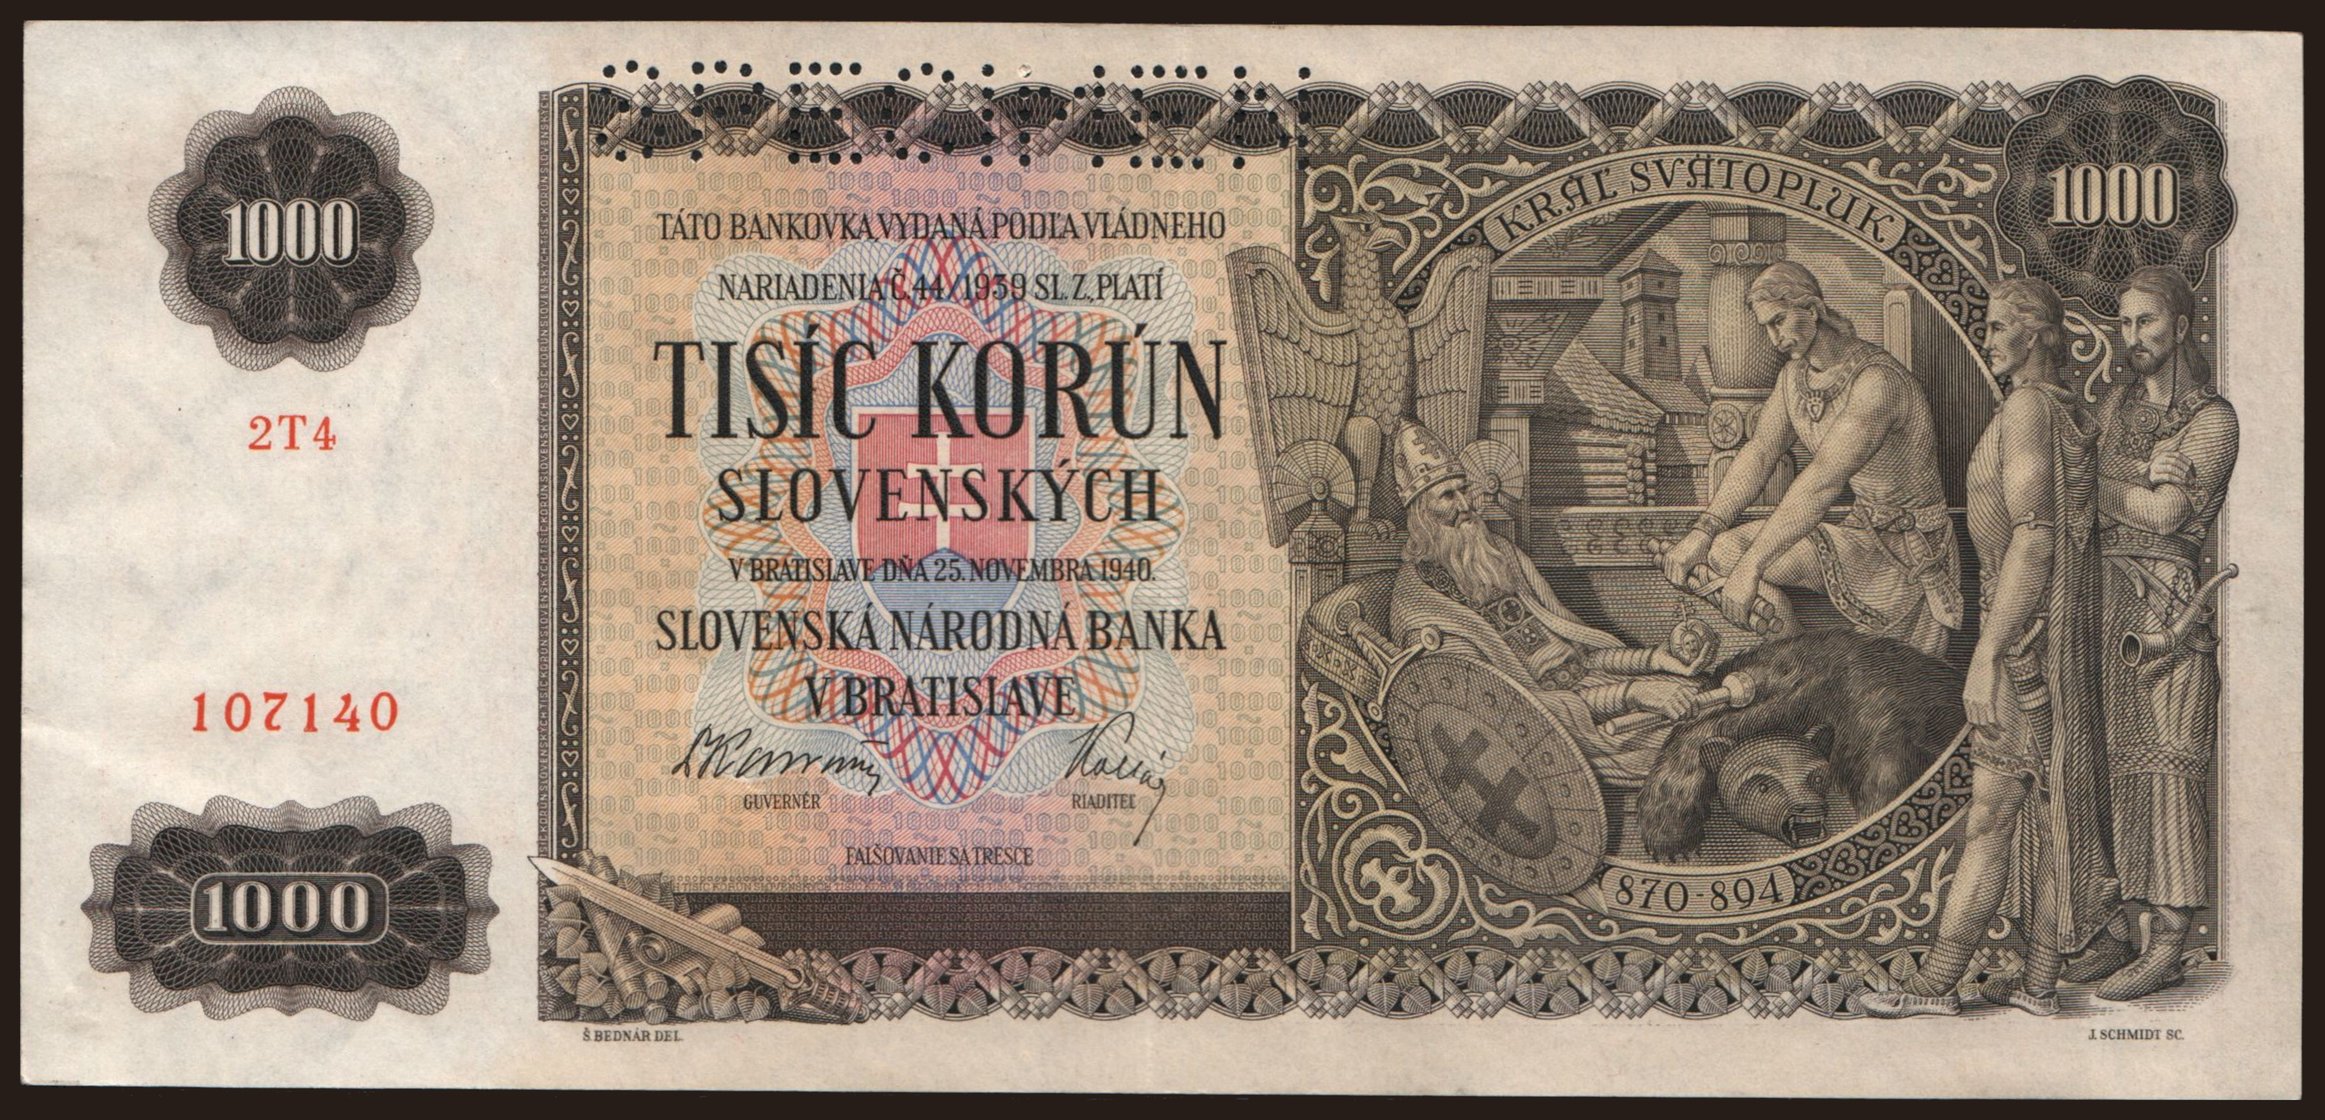 SPECIMEN
1000
2T4
107140
1000
TÁTO BANKOVKA, VYDANÁ PODĽA VLÁDNEHO
NARIADENIA Č. 44/1939 SL. Z., PLATÍ
TISÍC KORÚN
SLOVENSKÝCH
V BRATISLAVE DŇA 25. NOVEMBRA 1940.
SLOVENSKÁ NÁRODNÁ BANKA
V BRATISLAVE
GUVERNÉR
RIADITEĽ
FALŠOVANIE SA TRESCE
KRÁĽ SVÄTOPLUK
1000
870-894
Š. BEDNÁR DEL.
J. SCHMIDT SC.